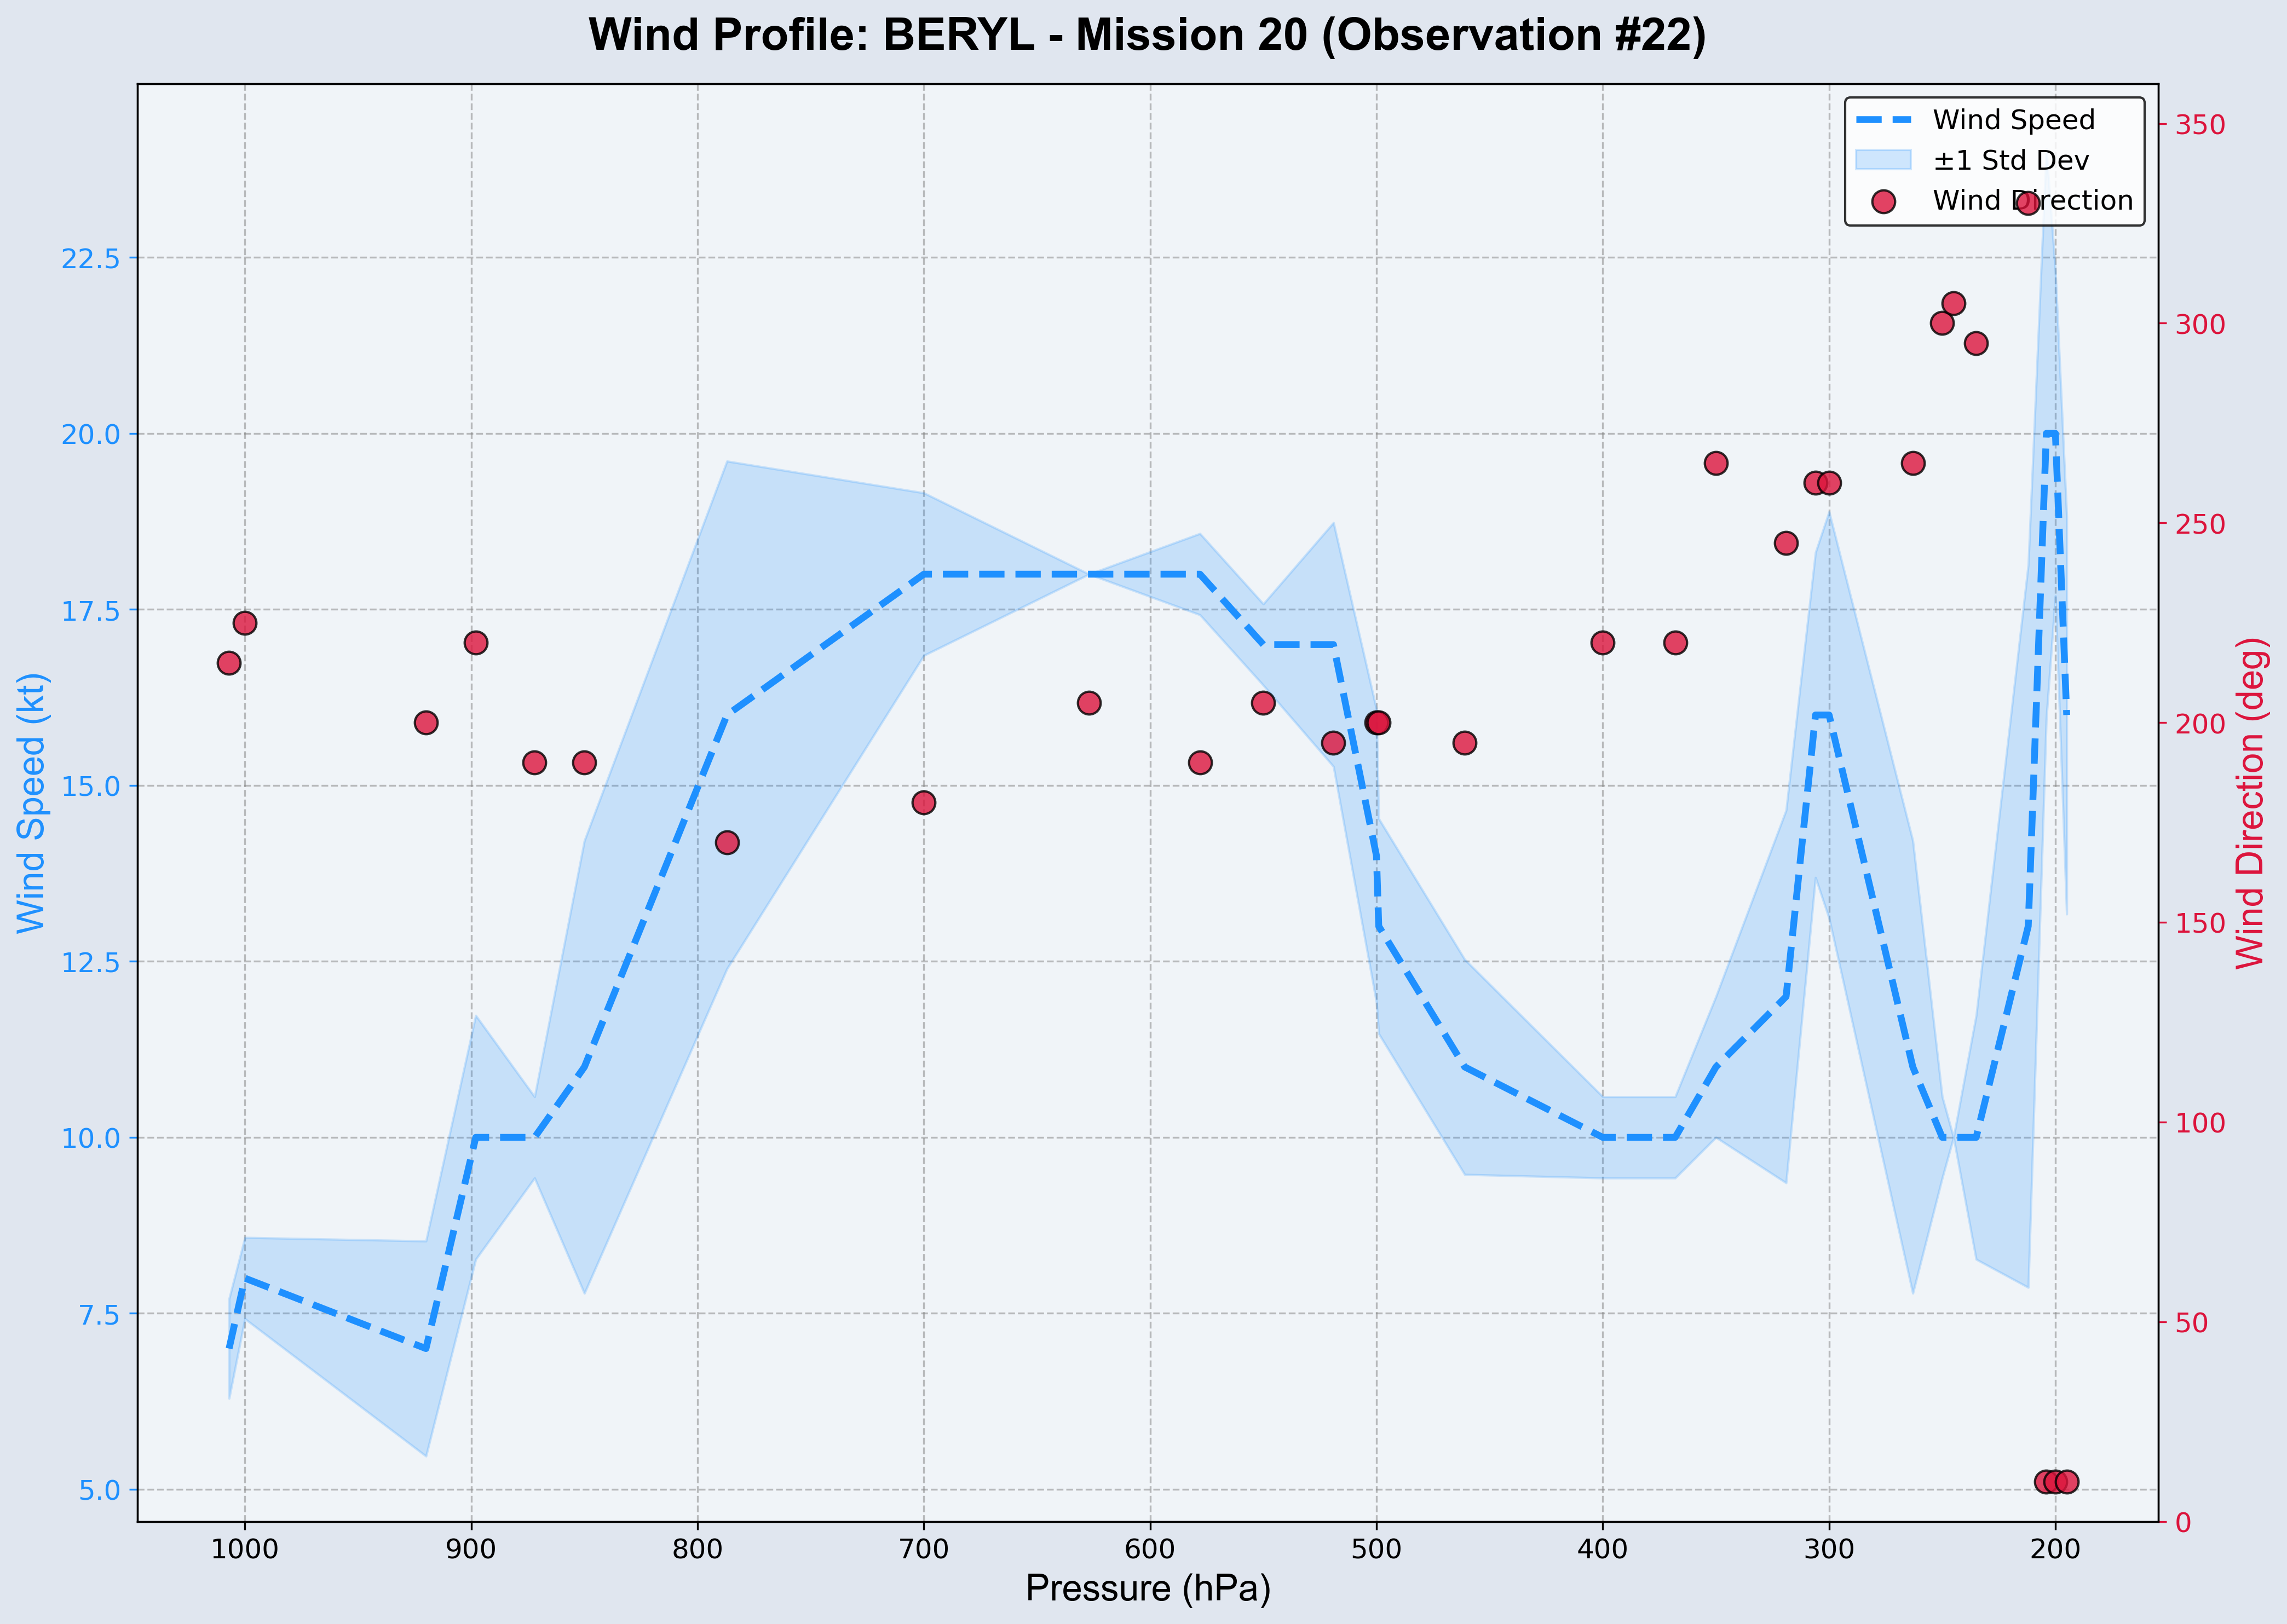 Wind Profile: BERYL - Mission 20 (Observation #22)
Wind Speed
±1 Std Dev
Wind Direction
Wind Speed (kt)
22.5
20.0
17.5
15.0
12.5
10.0
7.5
5.0
350
300
250
200
150
100
50
0
Wind Direction (deg)
1000 900 800 700 600 500 400 300 200
Pressure (hPa)